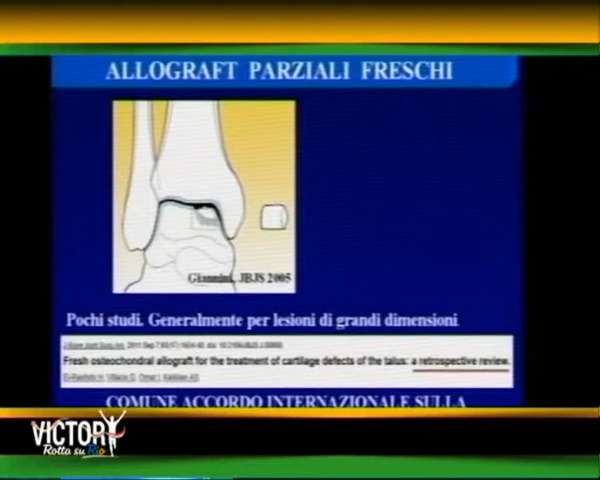 ALLOGRAFT PARZIALI FRESCHI
Giannini, JBJS 2005
Pochi studi. Generalmente per lesioni di grandi dimensioni
Fresh osteochondral allograft for the treatment of cartilage defects of the talus: a retrospective review.
COMUNE ACCORDO INTERNAZIONALE SULLA
VICTORY
Rotta su Rio